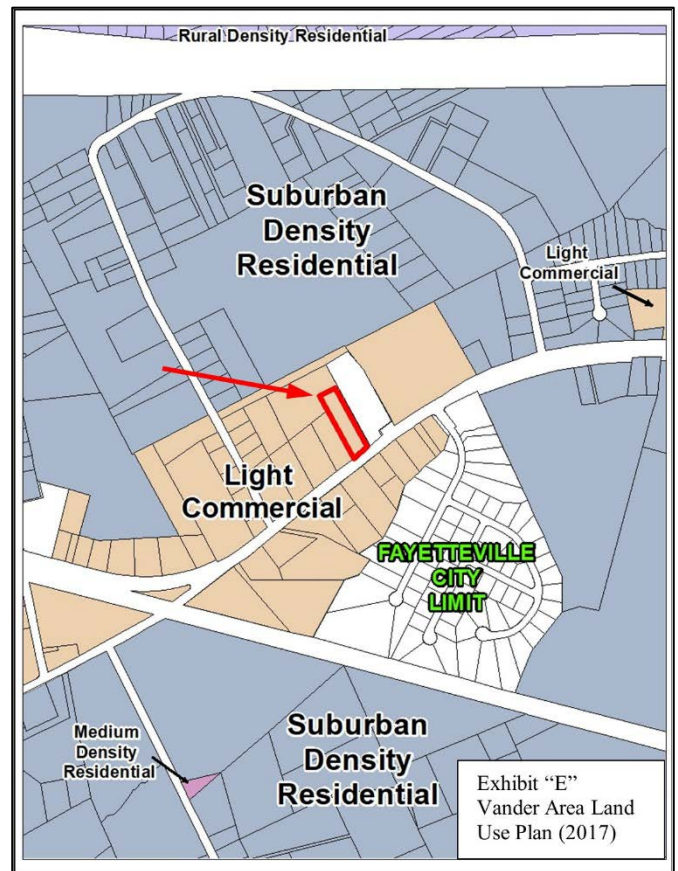 Rural Density Residential
Suburban
Density
Residential
Light
Commercial
Light
Commercial
FAYETTEVILLE
CITY
LIMIT
Medium
Density
Residential
Suburban
Density
Residential
Exhibit “E”
Vander Area Land
Use Plan (2017)